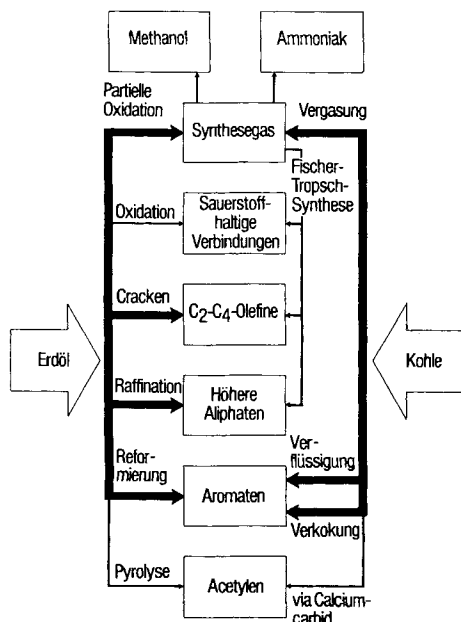 Methanol
Ammoniak
Partielle
Oxidation
Synthesegas
Vergasung
Fischer-
Tropsch-
Synthese
Oxidation
Sauerstoff-
haltige
Verbindungen
Cracken
C₂-C₄-Olefine
Erdöl
Kohle
Raffination
Höhere
Aliphaten
Refor-
mierung
Aromaten
Ver-
flüssigung
Verkokung
Pyrolyse
Acetylen
via Calcium-
carbid